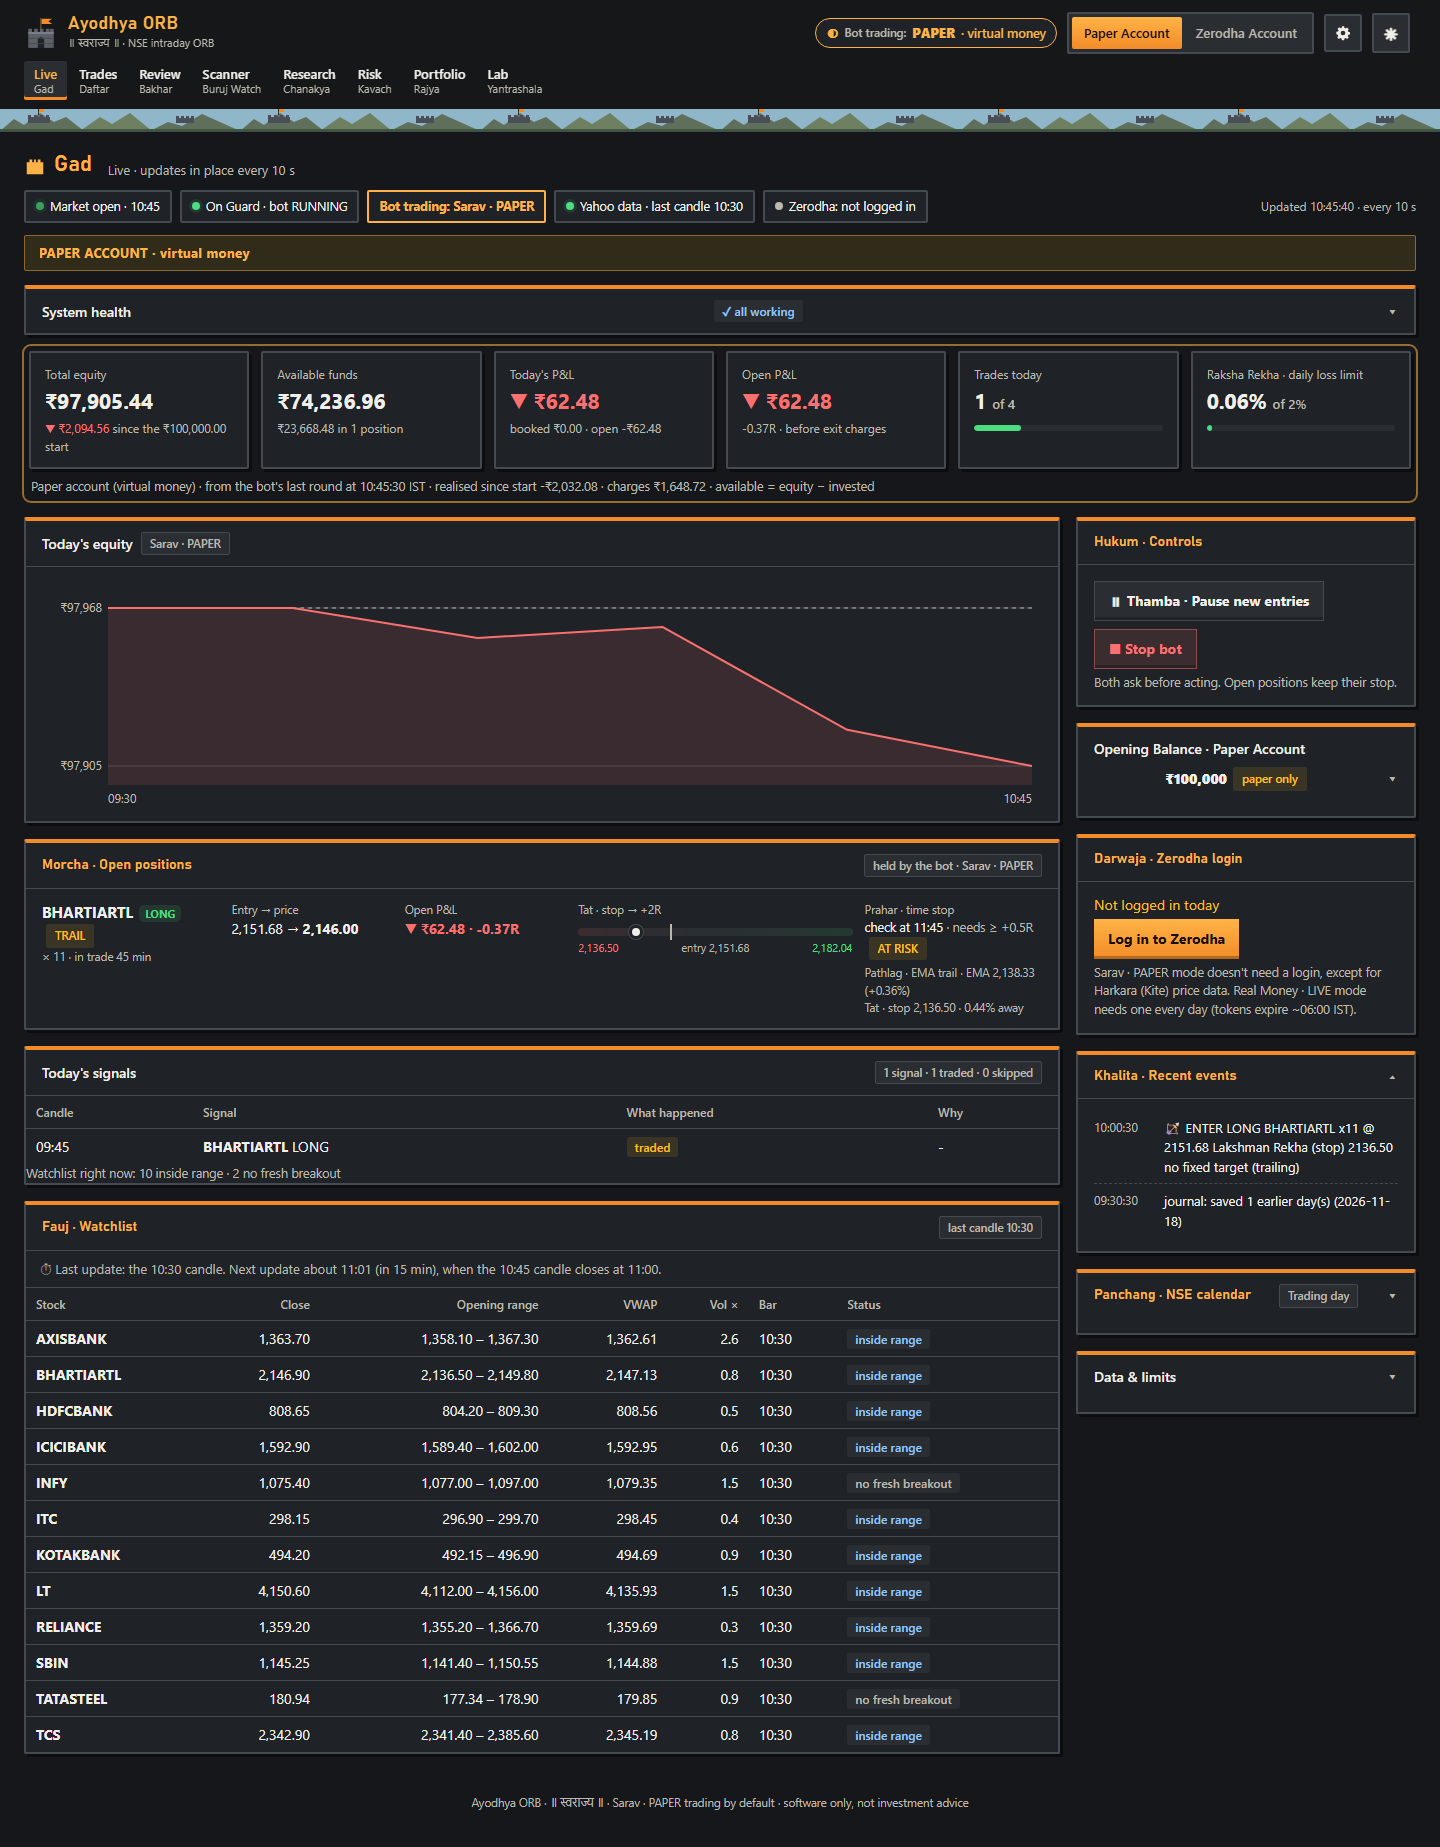 Ayodhya ORB
॥ स्वराज्य ॥ · NSE intraday ORB
Bot trading: PAPER · virtual money
Paper Account
Zerodha Account
Live
Gad
Trades
Daftar
Review
Bakhar
Scanner
Buruj Watch
Research
Chanakya
Risk
Kavach
Portfolio
Rajya
Lab
Yantrashala
Gad
Live · updates in place every 10 s
Market open · 10:45
On Guard · bot RUNNING
Bot trading: Sarav · PAPER
Yahoo data · last candle 10:30
Zerodha: not logged in
Updated 10:45:40 · every 10 s
PAPER ACCOUNT · virtual money
System health
✓ all working
Total equity
₹97,905.44
▼ ₹2,094.56 since the ₹100,000.00
start
Available funds
₹74,236.96
₹23,668.48 in 1 position
Today's P&L
▼ ₹62.48
booked ₹0.00 · open -₹62.48
Open P&L
▼ ₹62.48
-0.37R · before exit charges
Trades today
1 of 4
Raksha Rekha · daily loss limit
0.06% of 2%
Paper account (virtual money) · from the bot's last round at 10:45:30 IST · realised since start -₹2,032.08 · charges ₹1,648.72 · available = equity − invested
Today's equity
Sarav · PAPER
₹97,968
₹97,905
09:30
10:45
Hukum · Controls
⏸ Thamba · Pause new entries
■ Stop bot
Both ask before acting. Open positions keep their stop.
Opening Balance · Paper Account
₹100,000 paper only
▼
Darwaja · Zerodha login
Not logged in today
Log in to Zerodha
Sarav · PAPER mode doesn't need a login, except for
Harkara (Kite) price data. Real Money · LIVE mode
needs one every day (tokens expire ~06:00 IST).
Morcha · Open positions
held by the bot · Sarav · PAPER
BHARTIARTL LONG
TRAIL
× 11 · in trade 45 min
Entry → price
2,151.68 → 2,146.00
Open P&L
▼ ₹62.48 · -0.37R
Tat · stop → +2R
2,136.50
entry 2,151.68
2,182.04
Prahar · time stop
check at 11:45 · needs ≥ +0.5R
AT RISK
Pathlag · EMA trail · EMA 2,138.33
(+0.36%)
Tat · stop 2,136.50 · 0.44% away
Today's signals
1 signal · 1 traded · 0 skipped
Candle Signal What happened Why
09:45 BHARTIARTL LONG traded -
Watchlist right now: 10 inside range · 2 no fresh breakout
Khalita · Recent events
10:00:30 🏹 ENTER LONG BHARTIARTL x11 @
2151.68 Lakshman Rekha (stop) 2136.50
no fixed target (trailing)
09:30:30 journal: saved 1 earlier day(s) (2026-11-
18)
Panchang · NSE calendar
Trading day
Data & limits
Fauj · Watchlist
last candle 10:30
⏱ Last update: the 10:30 candle. Next update about 11:01 (in 15 min), when the 10:45 candle closes at 11:00.
Stock Close Opening range VWAP Vol × Bar Status
AXISBANK 1,363.70 1,358.10 – 1,367.30 1,362.61 2.6 10:30 inside range
BHARTIARTL 2,146.90 2,136.50 – 2,149.80 2,147.13 0.8 10:30 inside range
HDFCBANK 808.65 804.20 – 809.30 808.56 0.5 10:30 inside range
ICICIBANK 1,592.90 1,589.40 – 1,602.00 1,592.95 0.6 10:30 inside range
INFY 1,075.40 1,077.00 – 1,097.00 1,079.35 1.5 10:30 no fresh breakout
ITC 298.15 296.90 – 299.70 298.45 0.4 10:30 inside range
KOTAKBANK 494.20 492.15 – 496.90 494.69 0.9 10:30 inside range
LT 4,150.60 4,112.00 – 4,156.00 4,135.93 1.5 10:30 inside range
RELIANCE 1,359.20 1,355.20 – 1,366.70 1,359.69 0.3 10:30 inside range
SBIN 1,145.25 1,141.40 – 1,150.55 1,144.88 1.5 10:30 inside range
TATASTEEL 180.94 177.34 – 178.90 179.85 0.9 10:30 no fresh breakout
TCS 2,342.90 2,341.40 – 2,385.60 2,345.19 0.8 10:30 inside range
Ayodhya ORB · ॥ स्वराज्य ॥ · Sarav · PAPER trading by default · software only, not investment advice